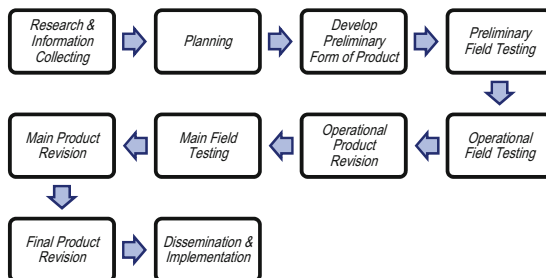 Research &
Information
Collecting
Planning
Develop
Preliminary
Form of Product
Preliminary
Field Testing
Operational
Field Testing
Operational
Product
Revision
Main Field
Testing
Main Product
Revision
Final Product
Revision
Dissemination &
Implementation